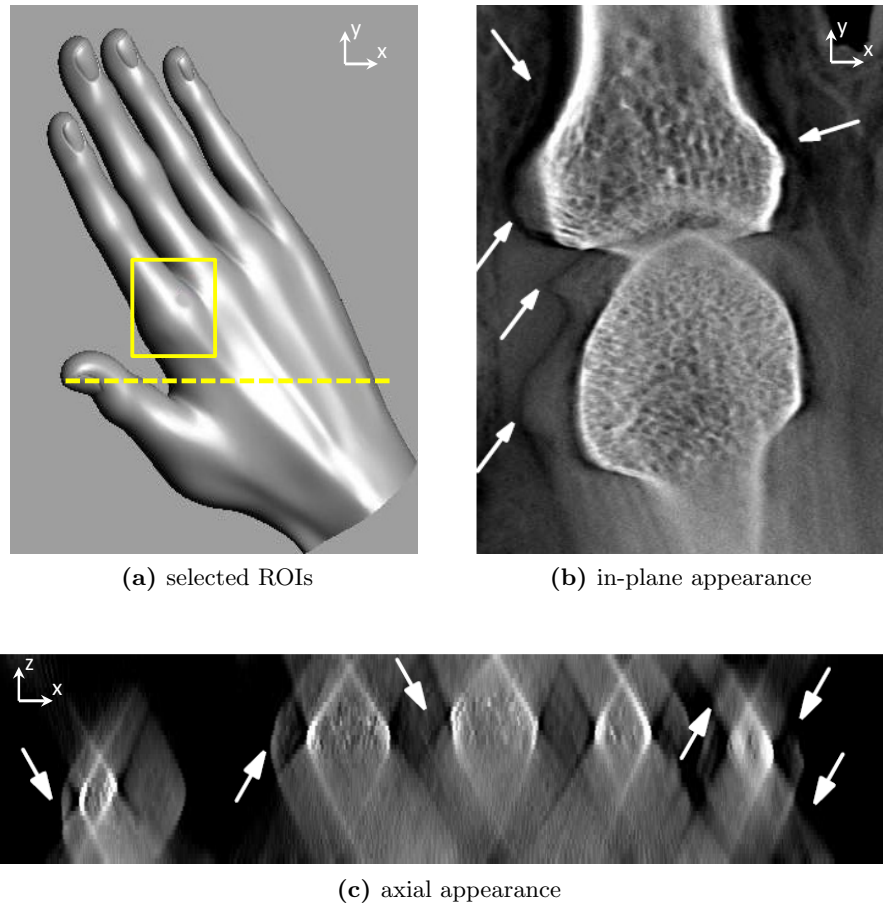 y
x
(a) selected ROIs
y
x
(b) in-plane appearance
z
x
(c) axial appearance